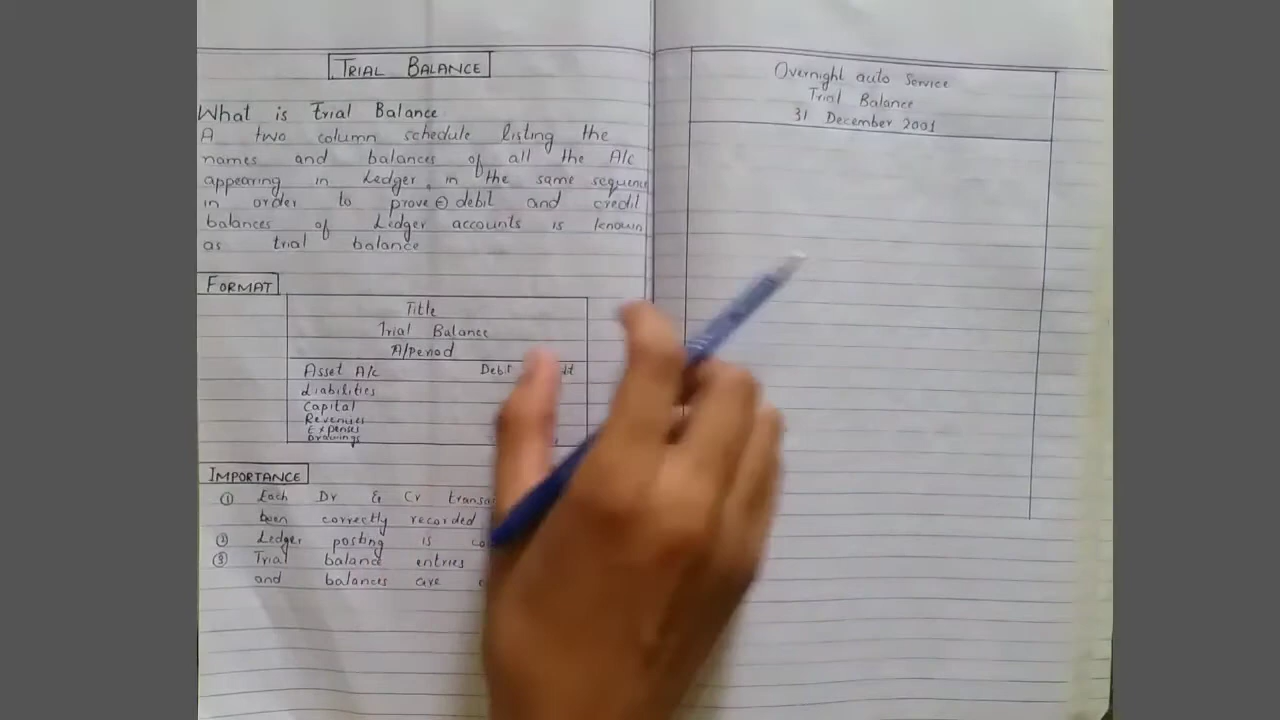 TRIAL BALANCE
What is trial Balance
A two column schedule listing the
names and balances of all the A/c
appearing in Ledger, in the same sequence
in order to prove debit and credit
balances of Ledger accounts is known
as trial balance
FORMAT
Title
Trial Balance
A/Period
Asset A/c Debit
Liabilities
Capital
Revenues
Expenses
Drawings
IMPORTANCE
① Each Dr & Cr
been correctly recorded
② Ledger posting is
③ Trial balance entries
and balances are
Overnight auto Service
Trial Balance
31 December 2001